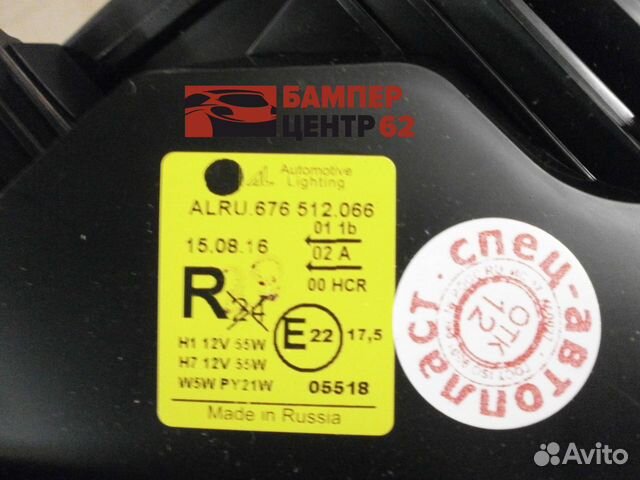 БАМПЕР
ЦЕНТР 62
Automotive
Lighting
ALRU.676 512.066
15.08.16
01 1b
02 A
00 HCR
R
E 22
17,5
H1 12V 55W
H7 12V 55W
W5W PY21W
05518
Made in Russia
спец-автопласт
ОТК
12
Avito